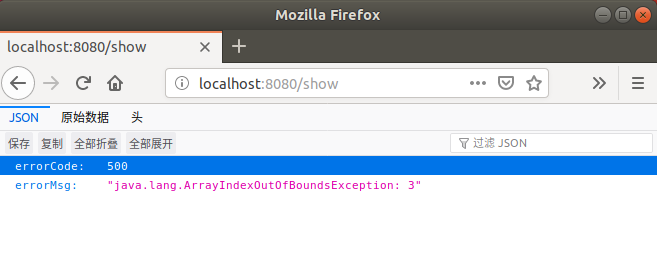 Mozilla Firefox
localhost:8080/show
localhost:8080/show
JSON 原始数据 头
保存 复制 全部折叠 全部展开 过滤 JSON
errorCode: 500
errorMsg: "java.lang.ArrayIndexOutOfBoundsException: 3"